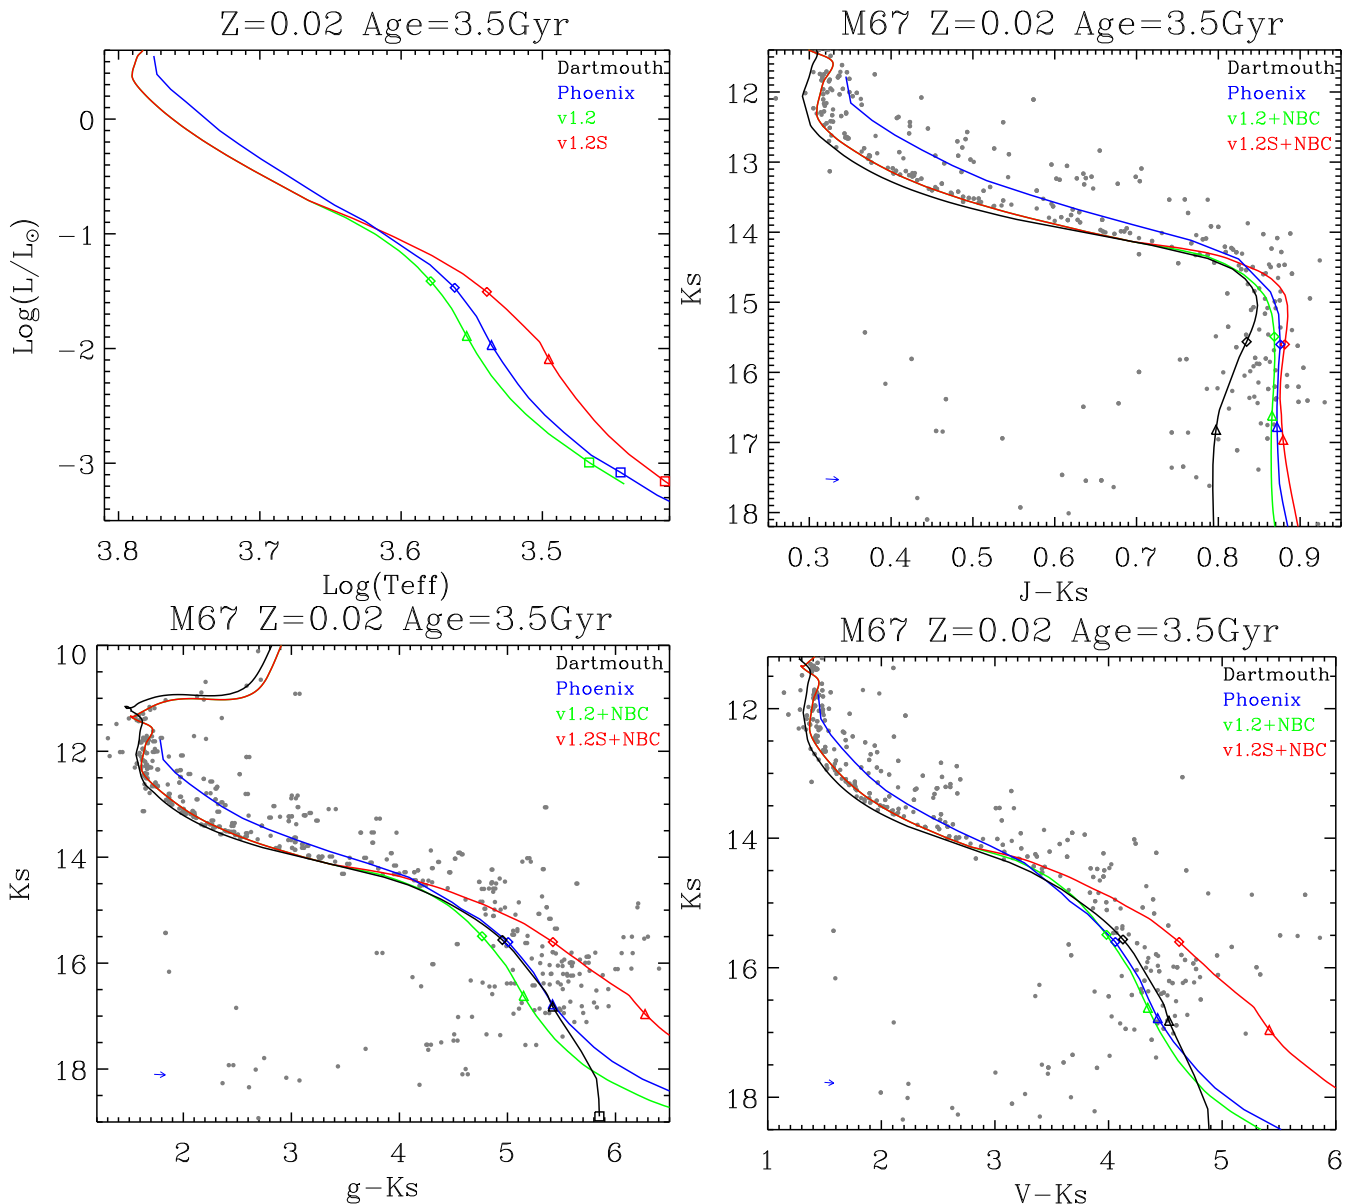 Z=0.02 Age=3.5Gyr
Dartmouth
Phoenix
v1.2
v1.2S
0
−1
−2
−3
Log(L/L☉)
3.8 3.7 3.6 3.5
Log(Teff)
M67 Z=0.02 Age=3.5Gyr
Dartmouth
Phoenix
v1.2+NBC
v1.2S+NBC
12
13
14
15
16
17
18
Ks
0.3 0.4 0.5 0.6 0.7 0.8 0.9
J−Ks
M67 Z=0.02 Age=3.5Gyr
Dartmouth
Phoenix
v1.2+NBC
v1.2S+NBC
10
12
14
16
18
Ks
2 3 4 5 6
g−Ks
M67 Z=0.02 Age=3.5Gyr
Dartmouth
Phoenix
v1.2+NBC
v1.2S+NBC
12
14
16
18
Ks
1 2 3 4 5 6
V−Ks